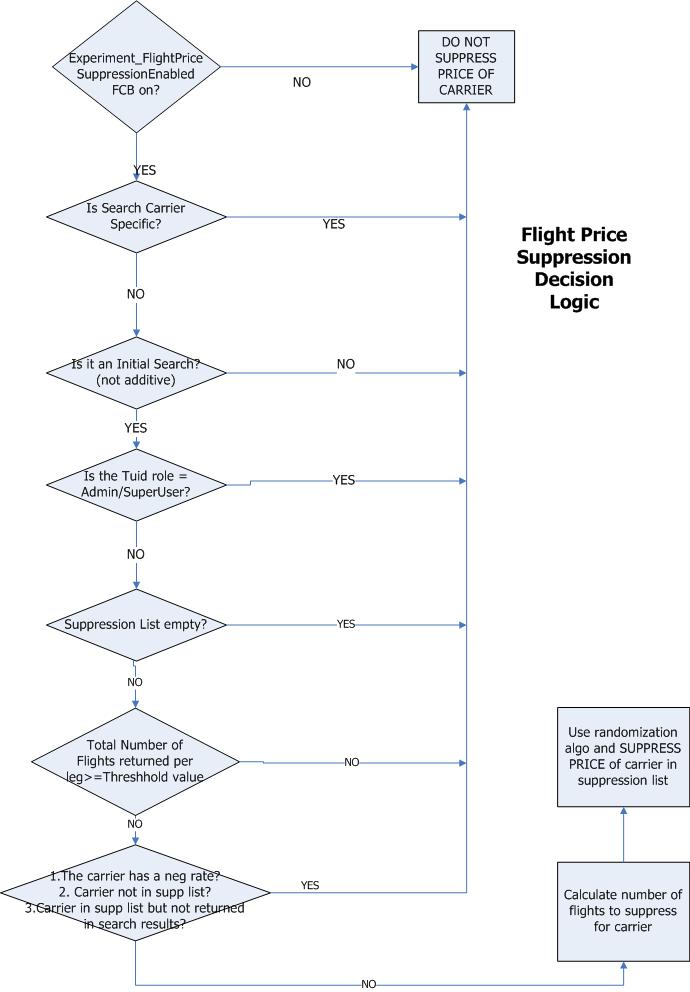 Experiment_FlightPrice
SuppressionEnabled
FCB on?
NO
DO NOT
SUPPRESS
PRICE OF
CARRIER
YES
Is Search Carrier
Specific?
YES
Flight Price
Suppression
Decision
Logic
NO
Is it an Initial Search?
(not additive)
NO
YES
Is the Tuid role =
Admin/SuperUser?
YES
NO
Suppression List empty?
YES
NO
Total Number of
Flights returned per
leg>=Threshhold value
NO
Use randomization
algo and SUPPRESS
PRICE of carrier in
suppression list
NO
1.The carrier has a neg rate?
2. Carrier not in supp list?
3.Carrier in supp list but not returned
in search results?
YES
Calculate number of
flights to suppress
for carrier
NO